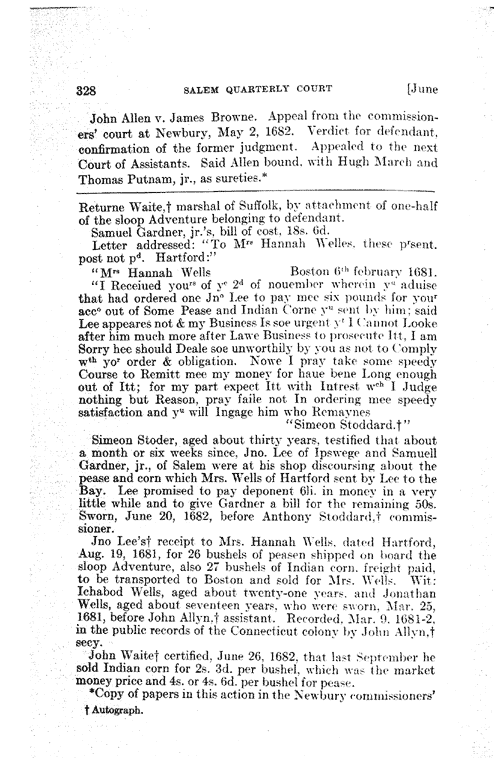 328 SALEM QUARTERLY COURT [June
John Allen v. James Browne. Appeal from the commission-
ers' court at Newbury, May 2, 1682. Verdict for defendant,
confirmation of the former judgment. Appealed to the next
Court of Assistants. Said Allen bound, with Hugh March and
Thomas Putnam, jr., as sureties.*
Returne Waite,† marshal of Suffolk, by attachment of one-half
of the sloop Adventure belonging to defendant.
Samuel Gardner, jr.'s, bill of cost, 18s. 6d.
Letter addressed: "To Mrs Hannah Welles, these prsent,
post not pd. Hartford:"
"Mrs Hannah Wells Boston 6th february 1681.
"I Receiued yours of ye 2d of nouember wherein yu aduise
that had ordered one Jno Lee to pay mee six pounds for your
acco out of Some Pease and Indian Corne yu sent by him; said
Lee appeares not & my Business Is soe urgent yt I Cannot Looke
after him much more after Lawe Business to prosecute Itt, I am
Sorry hee should Deale soe unworthily by you as not to Comply
wth yor order & obligation. Nowe I pray take some speedy
Course to Remitt mee my money for haue bene Long enough
out of Itt; for my part expect Itt with Intrest wch I Judge
nothing but Reason, pray faile not In ordering mee speedy
satisfaction and yu will Ingage him who Remaynes
"Simeon Stoddard.†"
Simeon Stoder, aged about thirty years, testified that about
a month or six weeks since, Jno. Lee of Ipswege and Samuell
Gardner, jr., of Salem were at his shop discoursing about the
pease and corn which Mrs. Wells of Hartford sent by Lee to the
Bay. Lee promised to pay deponent 6li. in money in a very
little while and to give Gardner a bill for the remaining 50s.
Sworn, June 20, 1682, before Anthony Stoddard,† commis-
sioner.
Jno Lee's† receipt to Mrs. Hannah Wells, dated Hartford,
Aug. 19, 1681, for 26 bushels of peasen shipped on board the
sloop Adventure, also 27 bushels of Indian corn, freight paid,
to be transported to Boston and sold for Mrs. Wells. Wit:
Ichabod Wells, aged about twenty-one years, and Jonathan
Wells, aged about seventeen years, who were sworn, Mar. 25,
1681, before John Allyn,† assistant. Recorded, Mar. 9, 1681-2,
in the public records of the Connecticut colony by John Allyn,†
secy.
John Waite† certified, June 26, 1682, that last September he
sold Indian corn for 2s. 3d. per bushel, which was the market
money price and 4s. or 4s. 6d. per bushel for pease.
*Copy of papers in this action in the Newbury commissioners'
† Autograph.